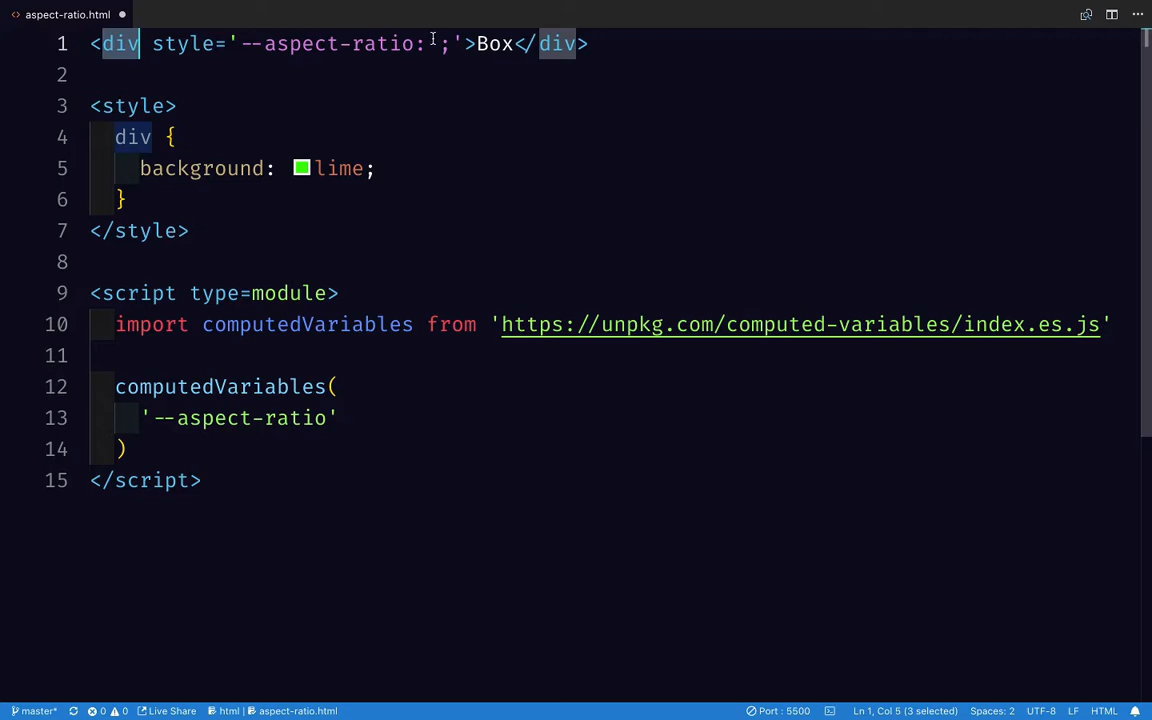 <> aspect-ratio.html ●
1 <div style='--aspect-ratio: ;'>Box</div>
2
3 <style>
4   div {
5     background: lime;
6   }
7 </style>
8
9 <script type=module>
10   import computedVariables from 'https://unpkg.com/computed-variables/index.es.js'
11
12   computedVariables(
13     '--aspect-ratio'
14   )
15 </script>
master* 0 0 Live Share html | aspect-ratio.html Port : 5500 Ln 1, Col 5 (3 selected) Spaces: 2 UTF-8 LF HTML